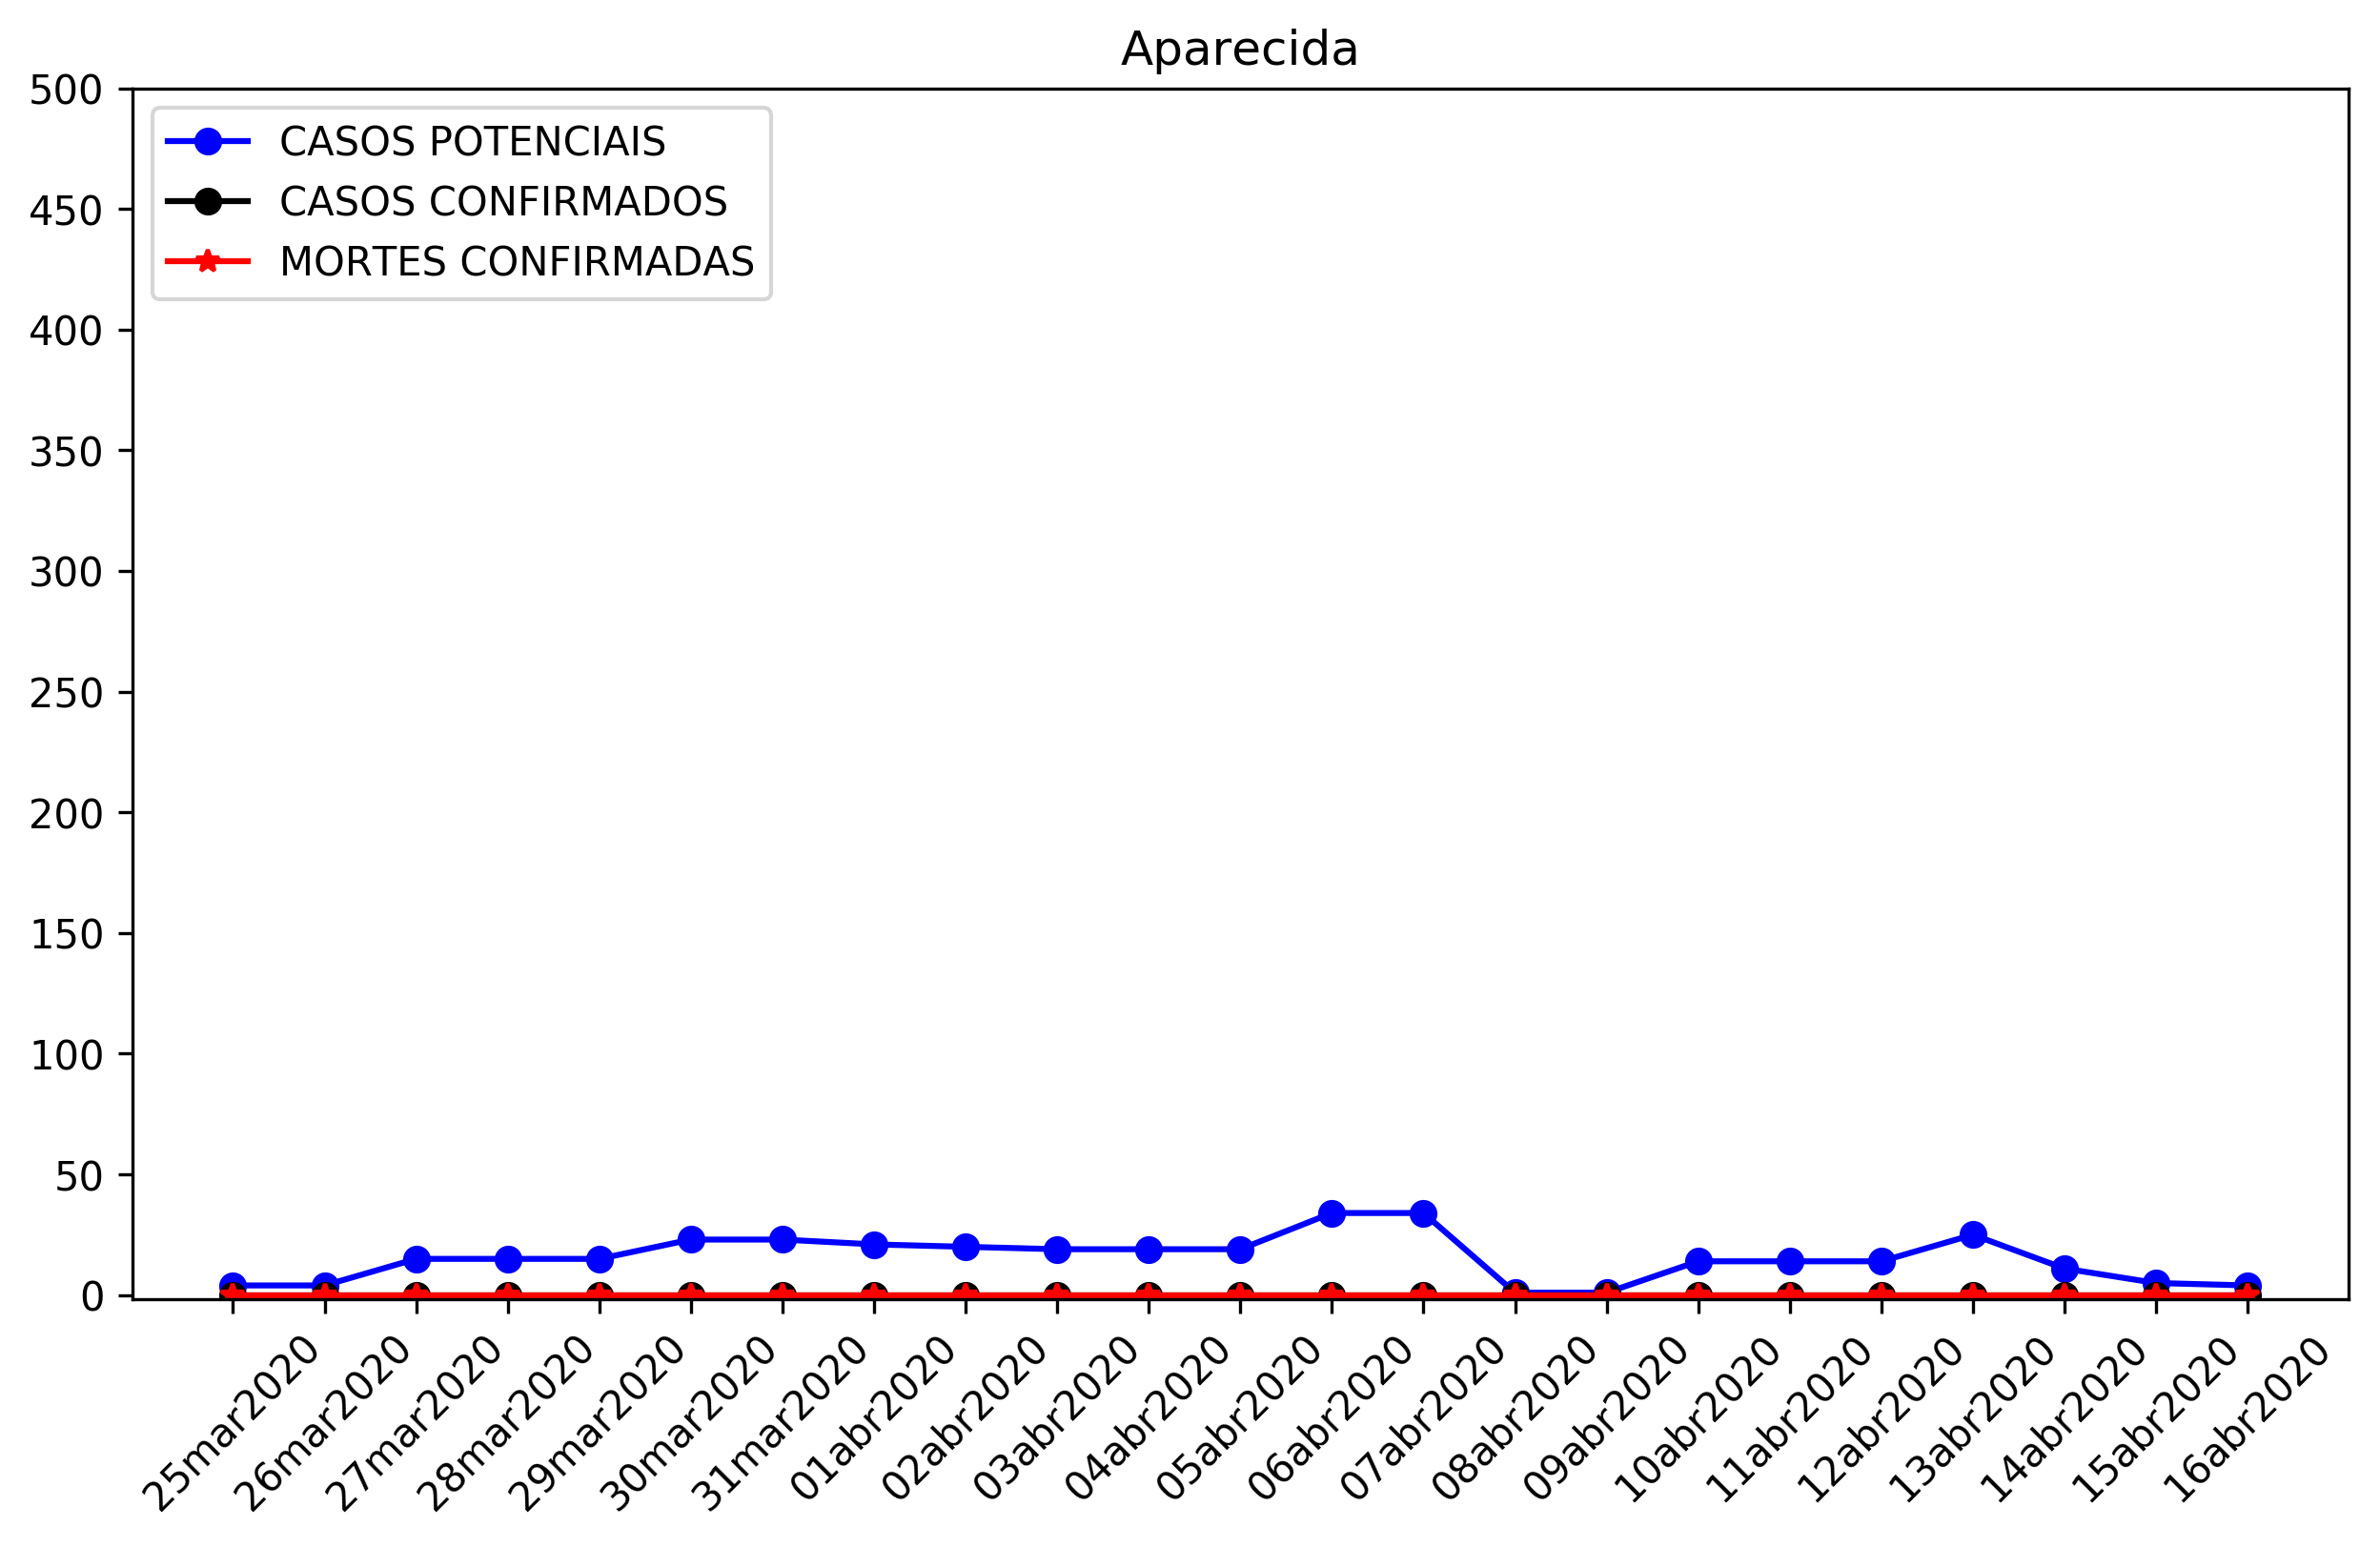 Aparecida
500
450
400
350
300
250
200
150
100
50
0
CASOS POTENCIAIS
CASOS CONFIRMADOS
MORTES CONFIRMADAS
25mar2020
26mar2020
27mar2020
28mar2020
29mar2020
30mar2020
31mar2020
01abr2020
02abr2020
03abr2020
04abr2020
05abr2020
06abr2020
07abr2020
08abr2020
09abr2020
10abr2020
11abr2020
12abr2020
13abr2020
14abr2020
15abr2020
16abr2020